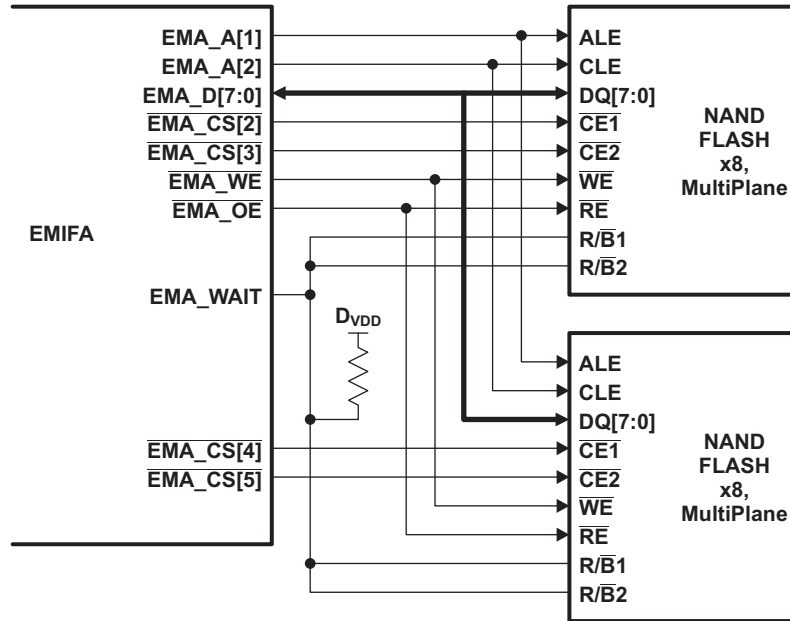 EMIFA
EMA_A[1]
EMA_A[2]
EMA_D[7:0]
EMA_CS[2]
EMA_CS[3]
EMA_WE
EMA_OE
EMA_WAIT
EMA_CS[4]
EMA_CS[5]
DVDD
ALE
CLE
DQ[7:0]
CE1
CE2
WE
RE
R/B1
R/B2
NAND
FLASH
x8,
MultiPlane
ALE
CLE
DQ[7:0]
CE1
CE2
WE
RE
R/B1
R/B2
NAND
FLASH
x8,
MultiPlane